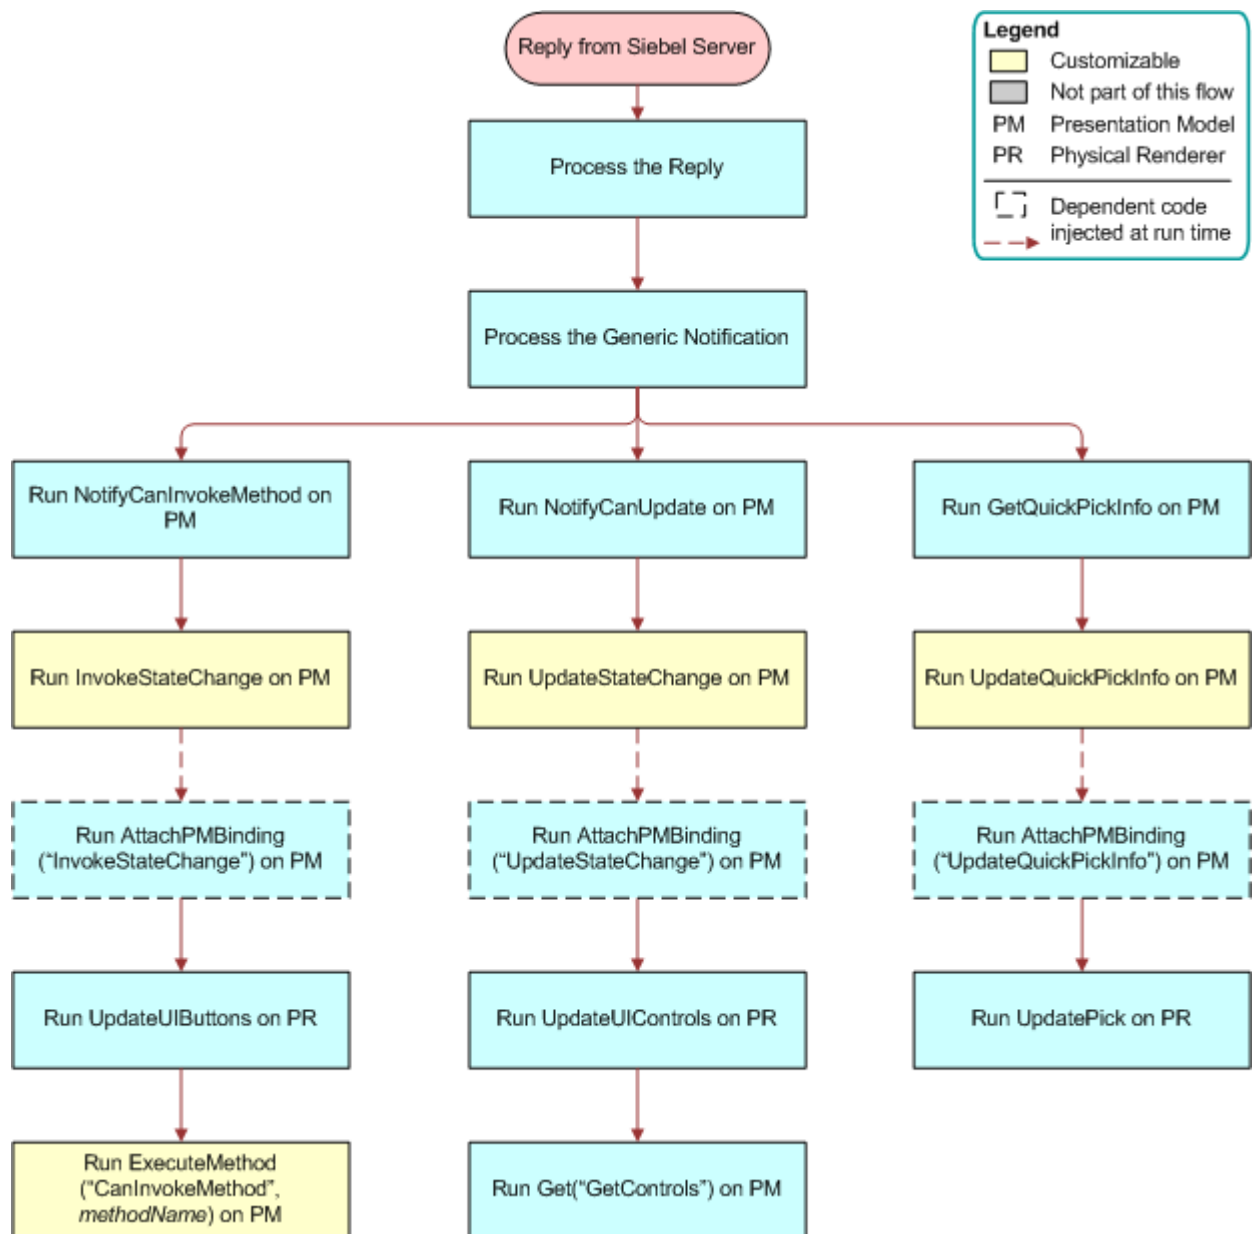 Reply from Siebel Server
Legend
Customizable
Not part of this flow
PM Presentation Model
PR Physical Renderer
Dependent code
injected at run time
Process the Reply
Process the Generic Notification
Run NotifyCanInvokeMethod on
PM
Run NotifyCanUpdate on PM
Run GetQuickPickInfo on PM
Run InvokeStateChange on PM
Run UpdateStateChange on PM
Run UpdateQuickPickInfo on PM
Run AttachPMBinding
(“InvokeStateChange”) on PM
Run AttachPMBinding
(“UpdateStateChange”) on PM
Run AttachPMBinding
(“UpdateQuickPickInfo”) on PM
Run UpdateUIButtons on PR
Run UpdateUIControls on PR
Run UpdatePick on PR
Run ExecuteMethod
(“CanInvokeMethod”,
methodName) on PM
Run Get(“GetControls”) on PM